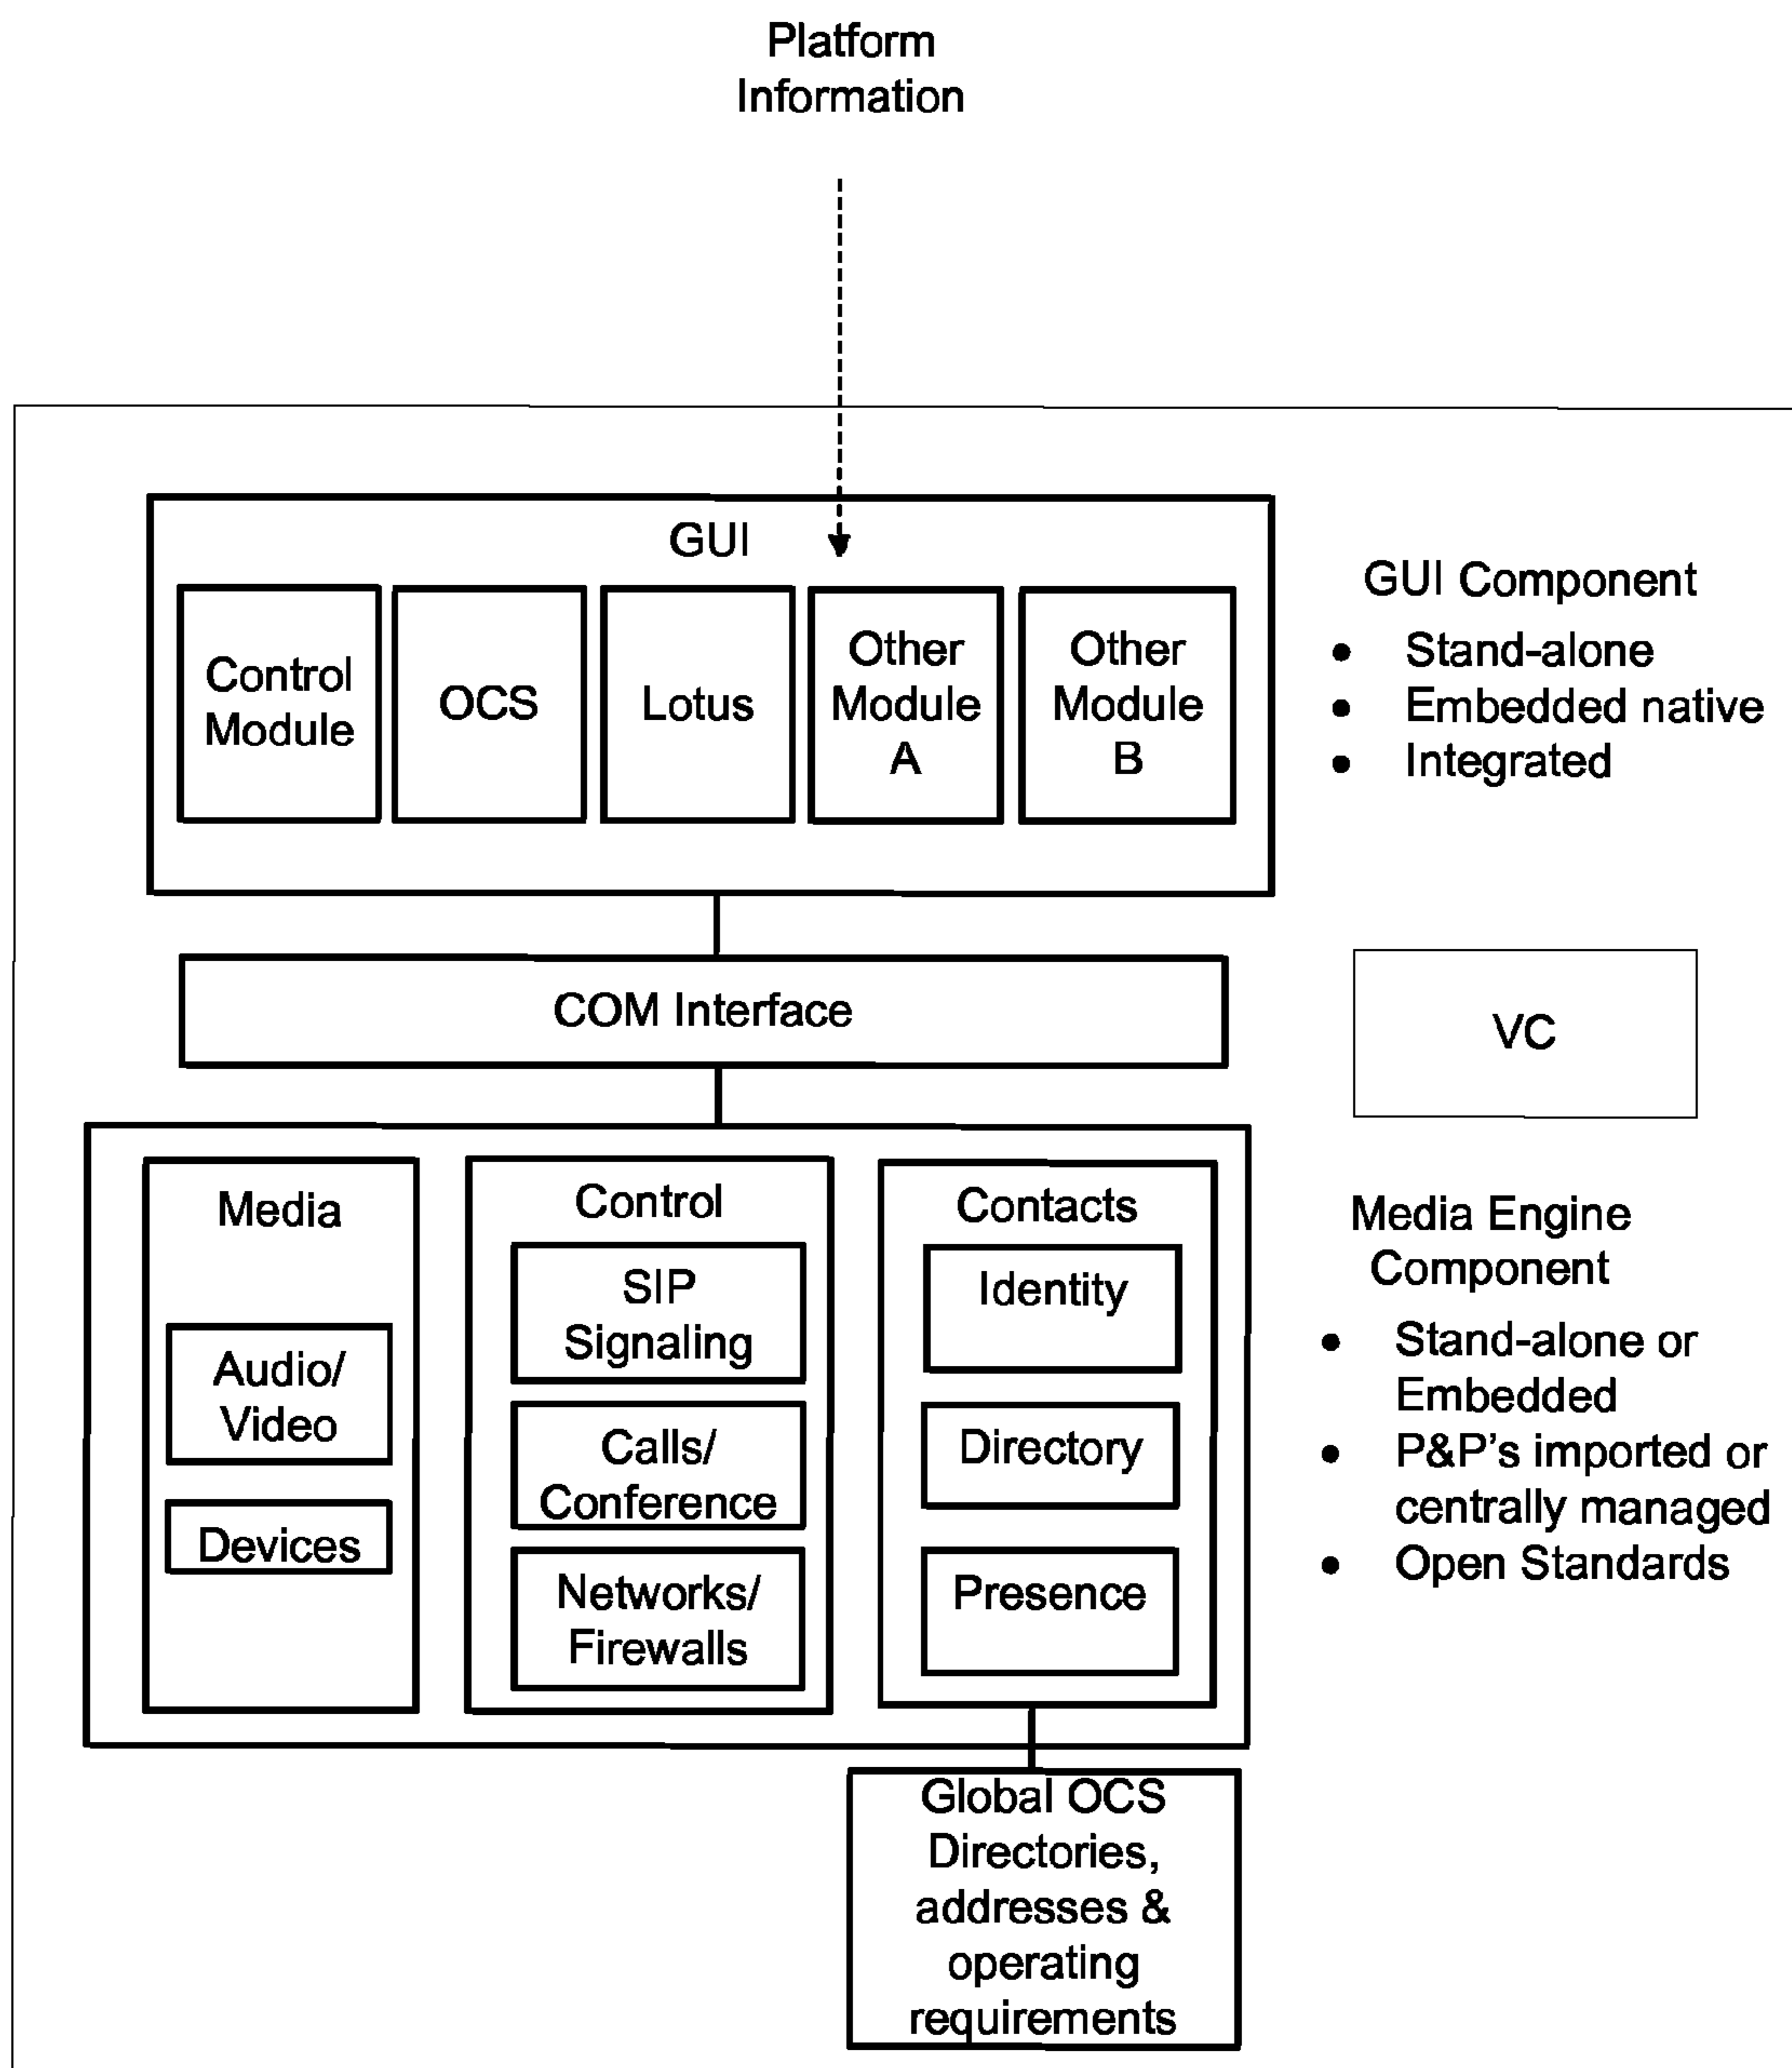 Platform
Information
GUI
Control
Module
OCS
Lotus
Other
Module
A
Other
Module
B
GUI Component
• Stand-alone
• Embedded native
• Integrated
COM Interface
VC
Media
Audio/
Video
Devices
Control
SIP
Signaling
Calls/
Conference
Networks/
Firewalls
Contacts
Identity
Directory
Presence
Media Engine
Component
• Stand-alone or
Embedded
• P&P's imported or
centrally managed
• Open Standards
Global OCS
Directories,
addresses &
operating
requirements